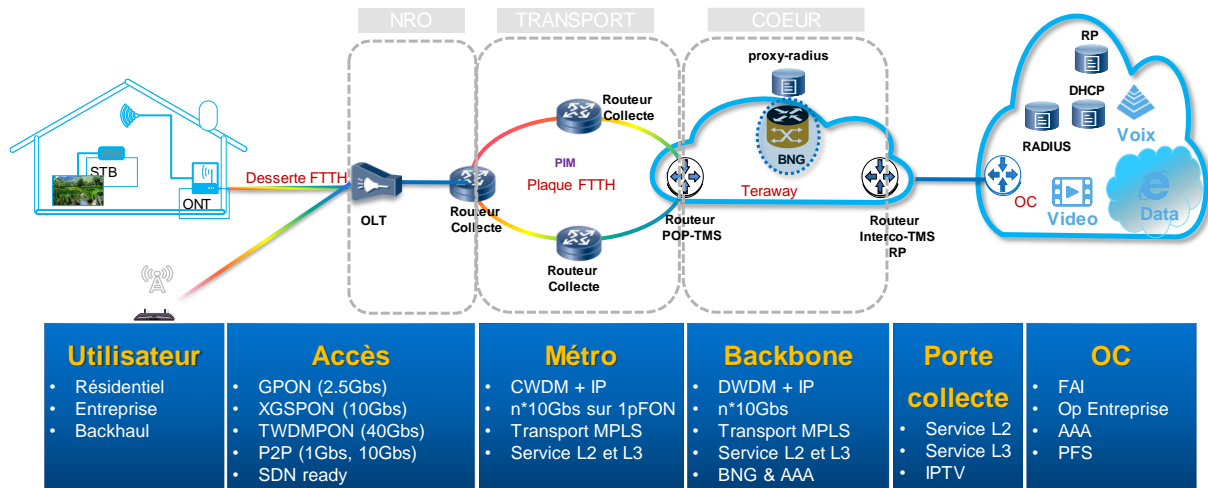 NRO
TRANSPORT
COEUR
proxy-radius
BNG
Teraway
Routeur
Collecte
PIM
Plaque FTTH
Routeur
Collecte
Routeur
Collecte
Routeur
POP-TMS
Routeur
Interco-TMS
RP
STB
ONT
Desserte FTTH
OLT
RP
DHCP
RADIUS
Voix
OC
Video
e
Data
Utilisateur
• Résidentiel
• Entreprise
• Backhaul
Accès
• GPON (2.5Gbs)
• XGSPON (10Gbs)
• TWDMPON (40Gbs)
• P2P (1Gbs, 10Gbs)
• SDN ready
Métro
• CWDM + IP
• n*10Gbs sur 1pFON
• Transport MPLS
• Service L2 et L3
Backbone
• DWDM + IP
• n*10Gbs
• Transport MPLS
• Service L2 et L3
• BNG & AAA
Porte
collecte
• Service L2
• Service L3
• IPTV
OC
• FAI
• Op Entreprise
• AAA
• PFS